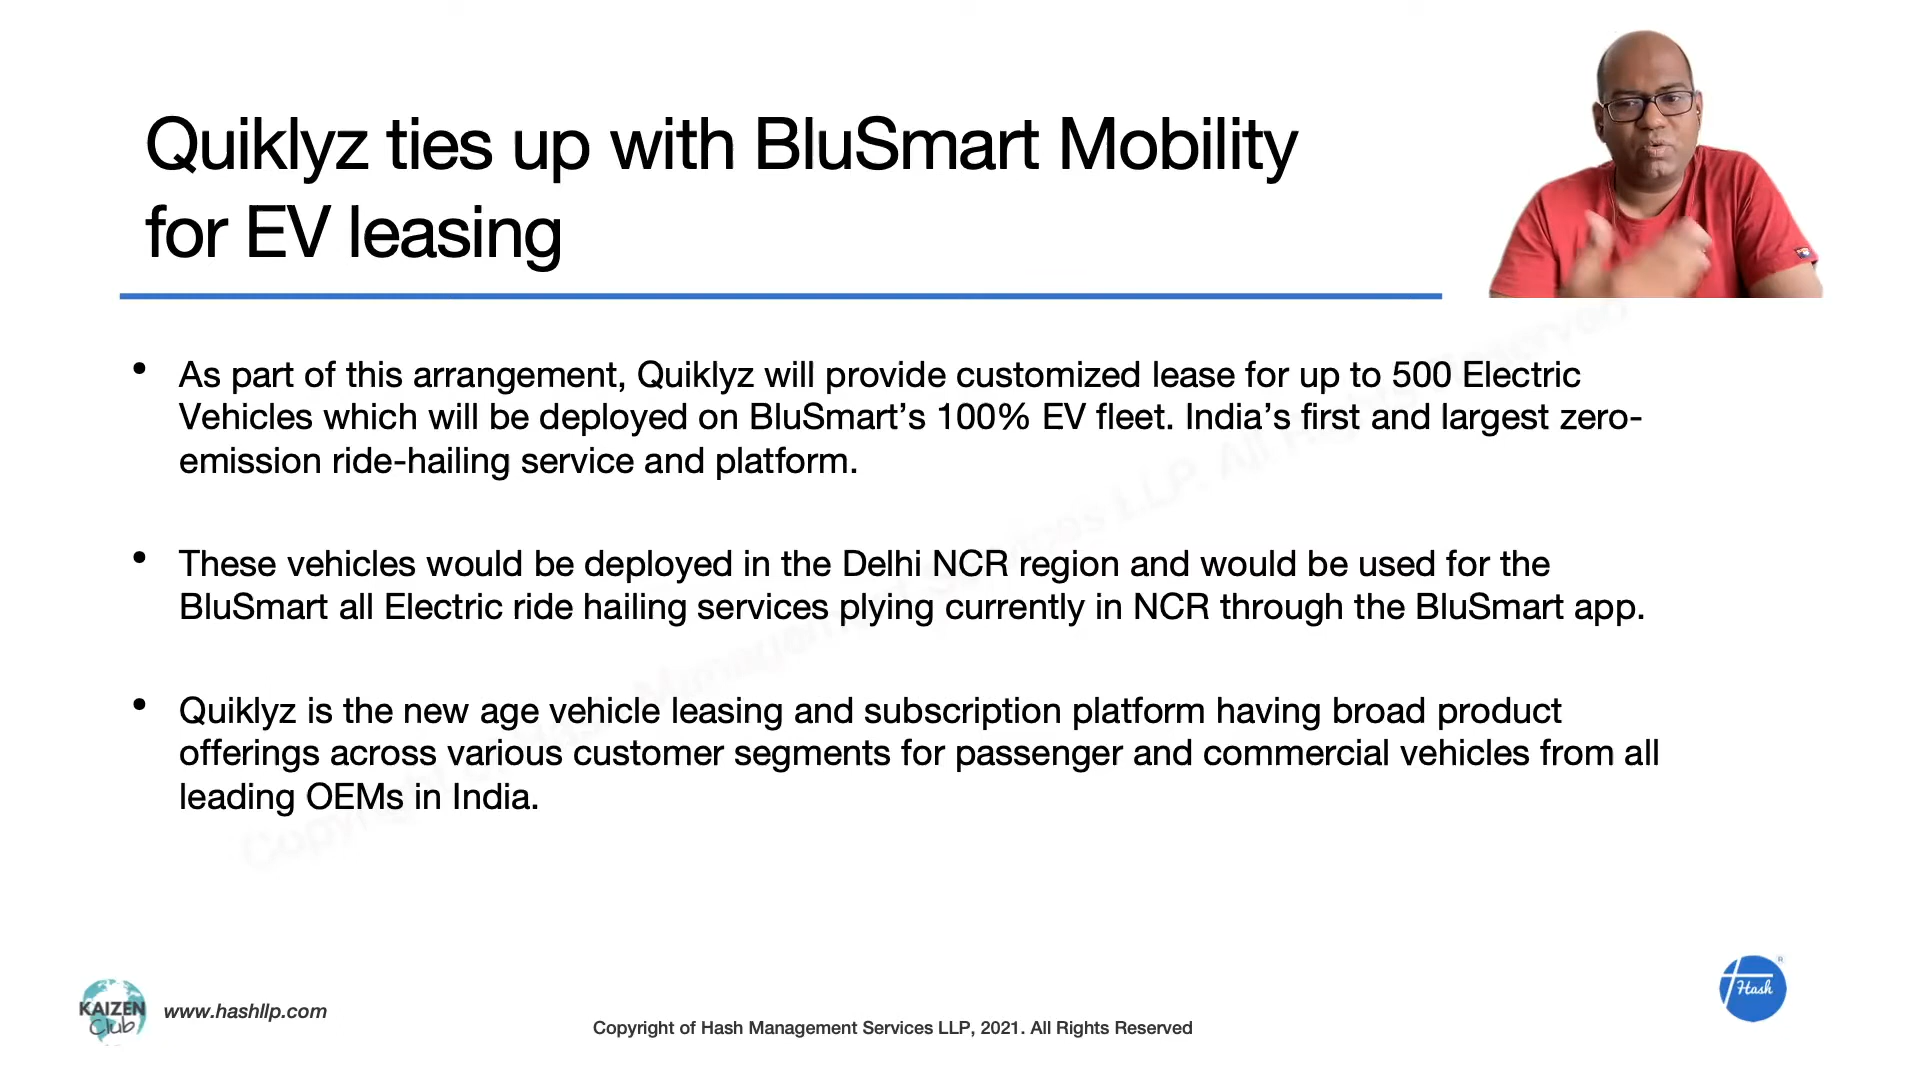 Quiklyz ties up with BluSmart Mobility
for EV leasing
• As part of this arrangement, Quiklyz will provide customized lease for up to 500 Electric
Vehicles which will be deployed on BluSmart’s 100% EV fleet. India’s first and largest zero-
emission ride-hailing service and platform.
• These vehicles would be deployed in the Delhi NCR region and would be used for the
BluSmart all Electric ride hailing services plying currently in NCR through the BluSmart app.
• Quiklyz is the new age vehicle leasing and subscription platform having broad product
offerings across various customer segments for passenger and commercial vehicles from all
leading OEMs in India.
KAIZEN
Club
www.hashllp.com
Copyright of Hash Management Services LLP, 2021. All Rights Reserved
Hash